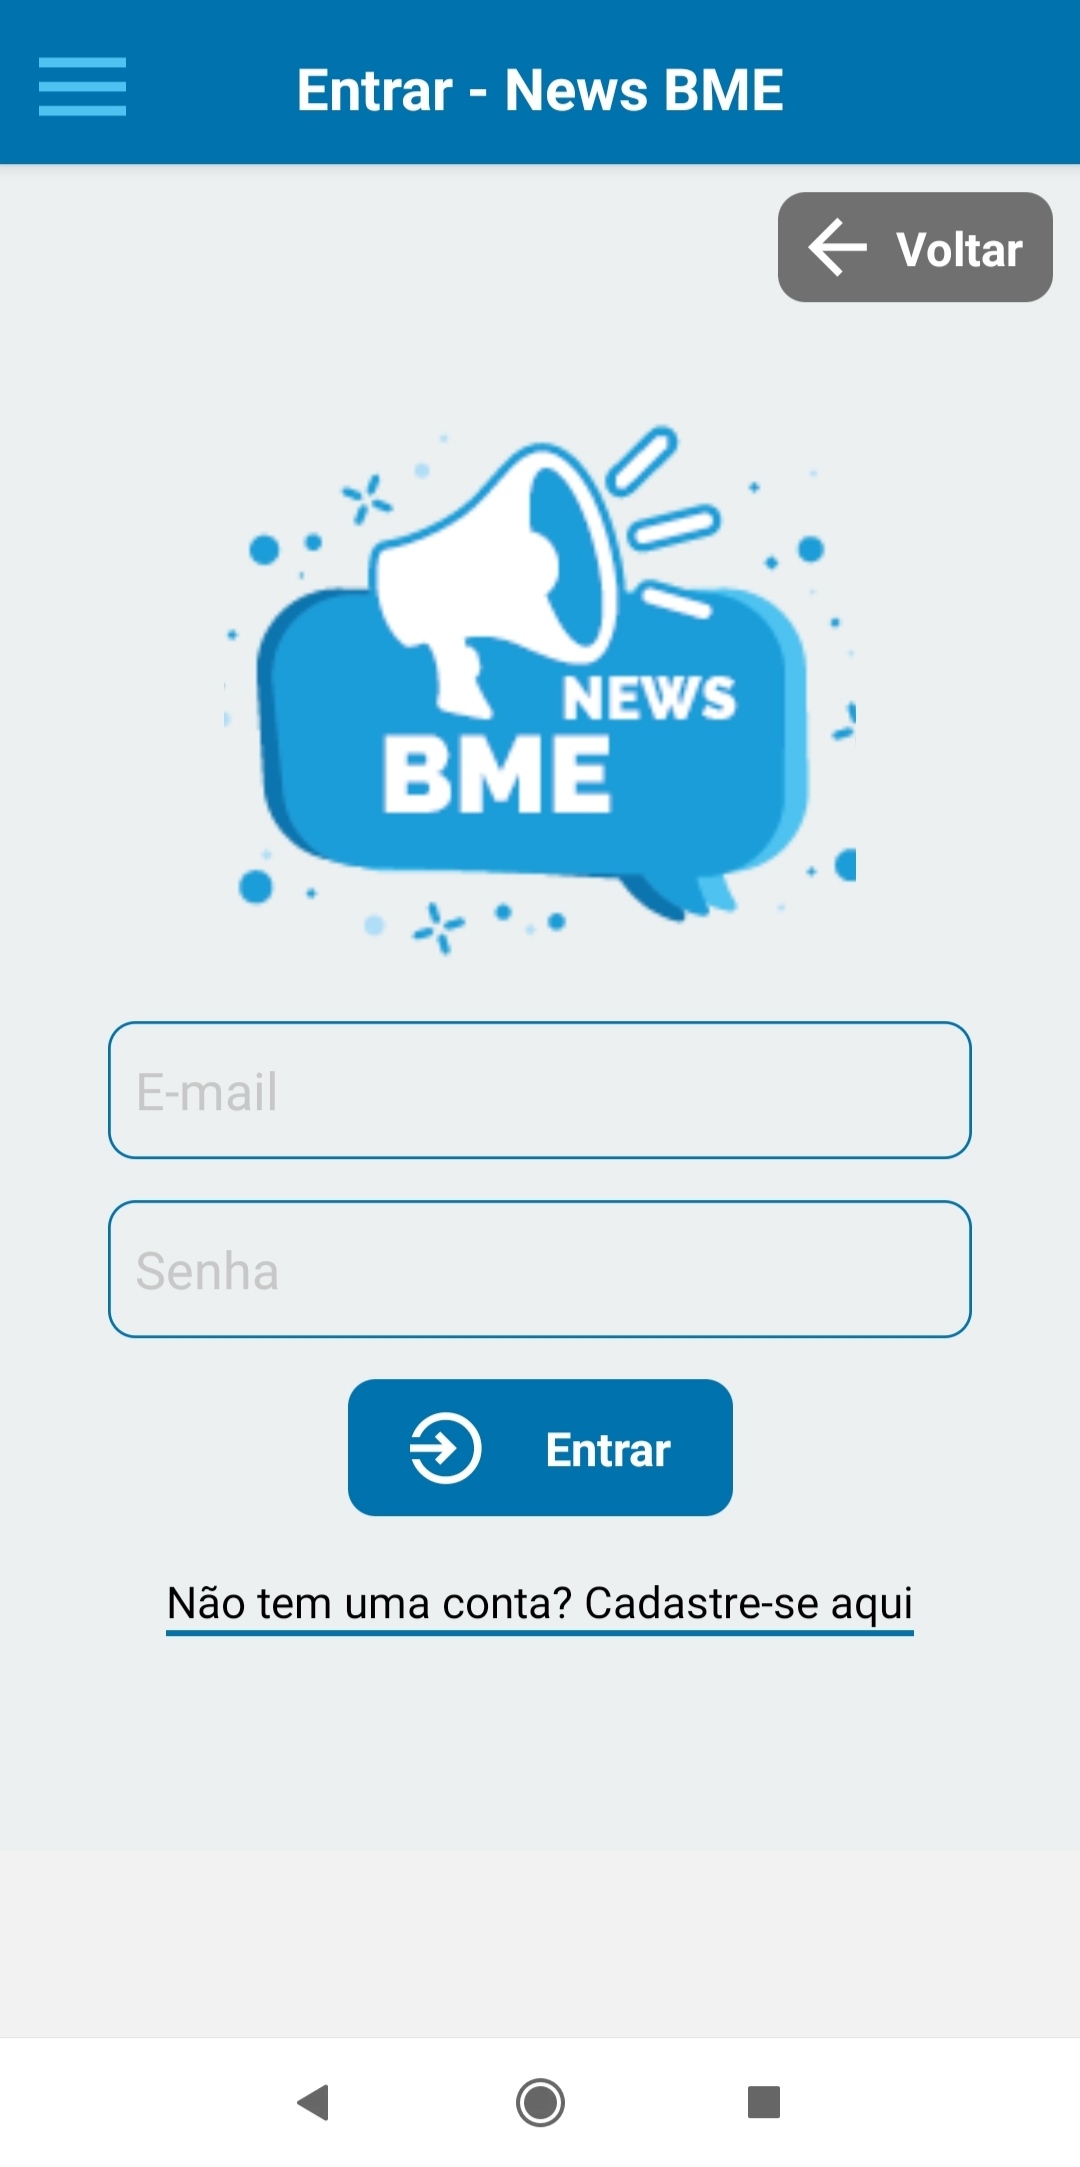 Entrar - News BME
Voltar
NEWS
BME
E-mail
Senha
Entrar
Não tem uma conta? Cadastre-se aqui